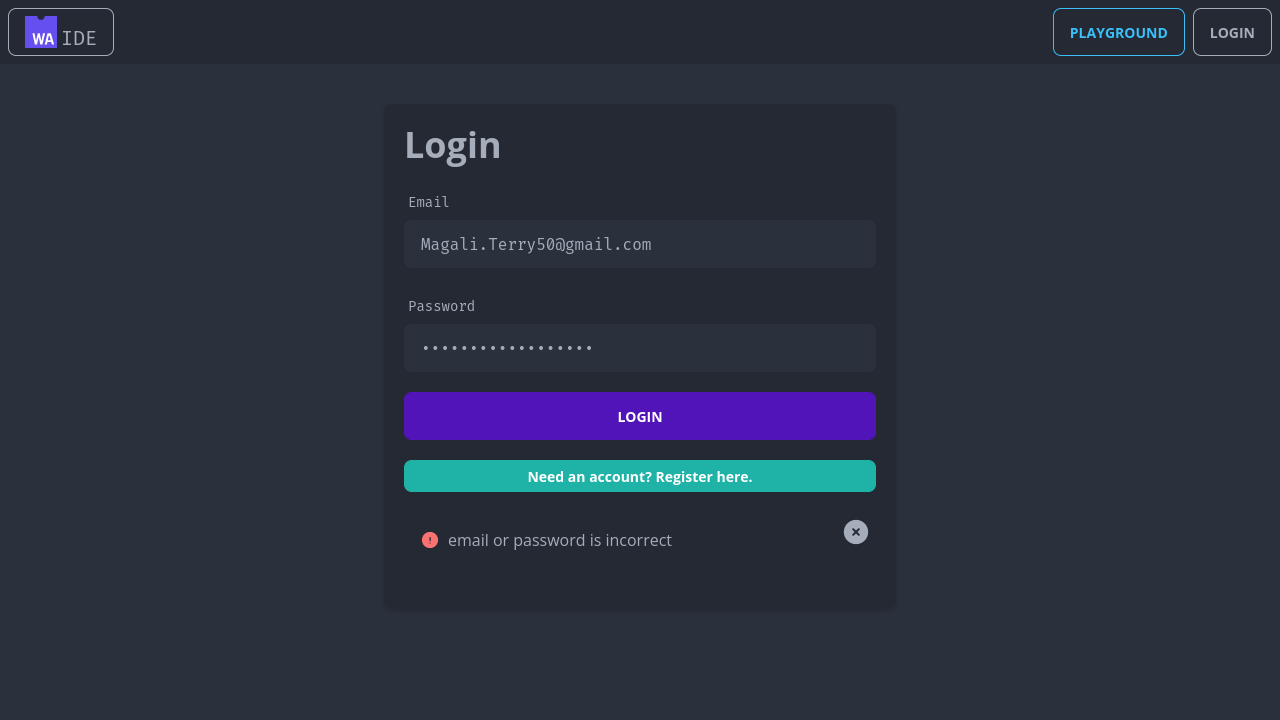 WA IDE
PLAYGROUND
LOGIN
Login
Email
Magali.Terry50@gmail.com
Password
••••••••••••••••••
LOGIN
Need an account? Register here.
email or password is incorrect